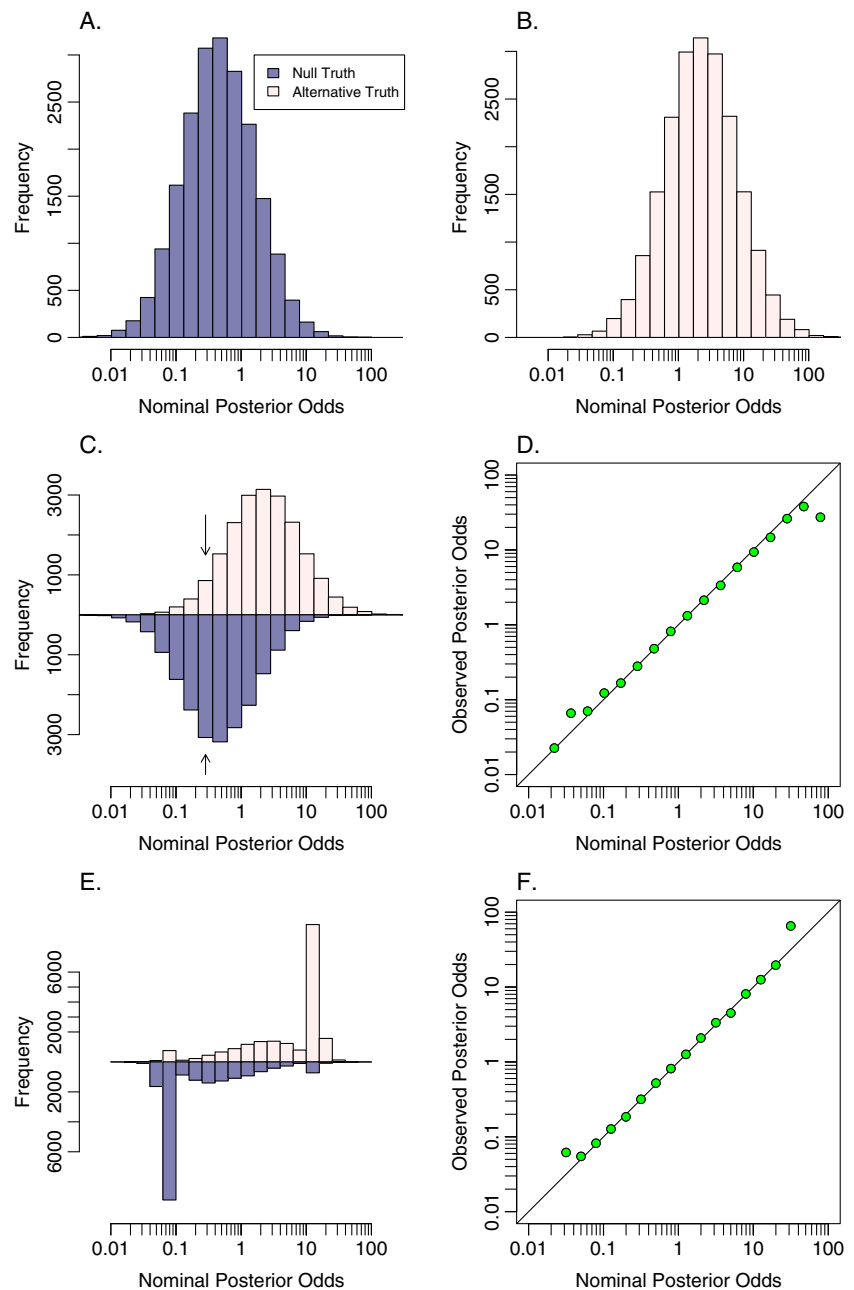 A.
Frequency
2500
1500
500
0
Null Truth
Alternative Truth
0.01 0.1 1 10 100
Nominal Posterior Odds
B.
Frequency
2500
1500
500
0
0.01 0.1 1 10 100
Nominal Posterior Odds
C.
Frequency
3000
1000
1000
3000
0.01 0.1 1 10 100
Nominal Posterior Odds
D.
Observed Posterior Odds
100
10
1
0.1
0.01
0.01 0.1 1 10 100
Nominal Posterior Odds
E.
Frequency
6000
2000
2000
6000
0.01 0.1 1 10 100
Nominal Posterior Odds
F.
Observed Posterior Odds
100
10
1
0.1
0.01
0.01 0.1 1 10 100
Nominal Posterior Odds